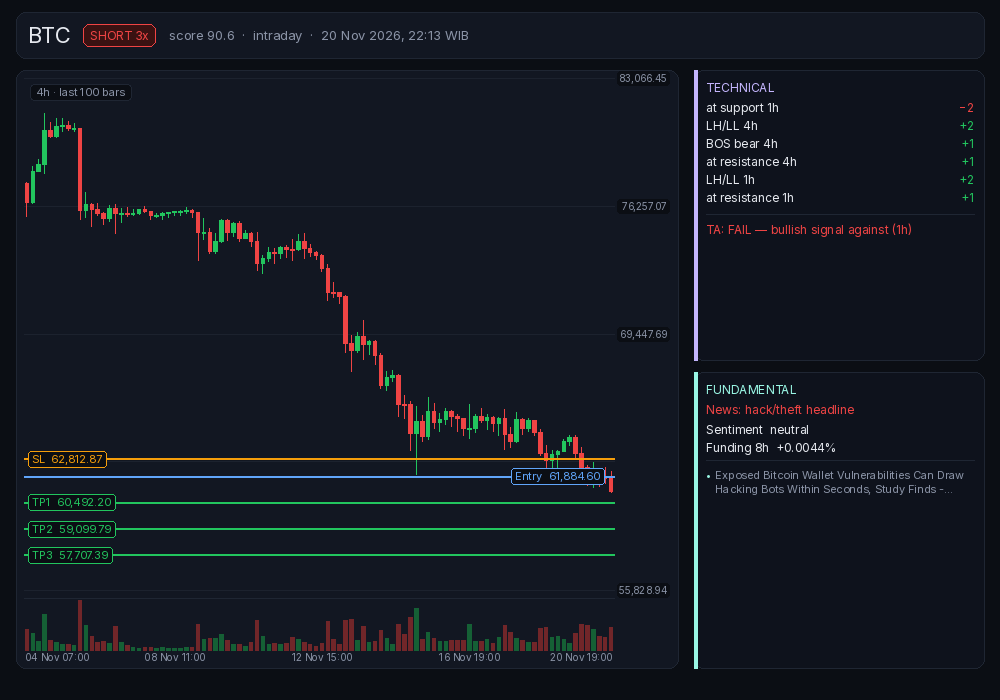 BTC SHORT 3x score 90.6 · intraday · 20 Nov 2026, 22:13 WIB
4h · last 100 bars
83,066.45
76,257.07
69,447.69
SL 62,812.87
Entry 61,884.60
TP1 60,492.20
TP2 59,099.79
TP3 57,707.39
55,828.94
04 Nov 07:00 08 Nov 11:00 12 Nov 15:00 16 Nov 19:00 20 Nov 19:00
TECHNICAL
at support 1h −2
LH/LL 4h +2
BOS bear 4h +1
at resistance 4h +1
LH/LL 1h +2
at resistance 1h +1
TA: FAIL — bullish signal against (1h)
FUNDAMENTAL
News: hack/theft headline
Sentiment neutral
Funding 8h +0.0044%
• Exposed Bitcoin Wallet Vulnerabilities Can Draw
Hacking Bots Within Seconds, Study Finds -...